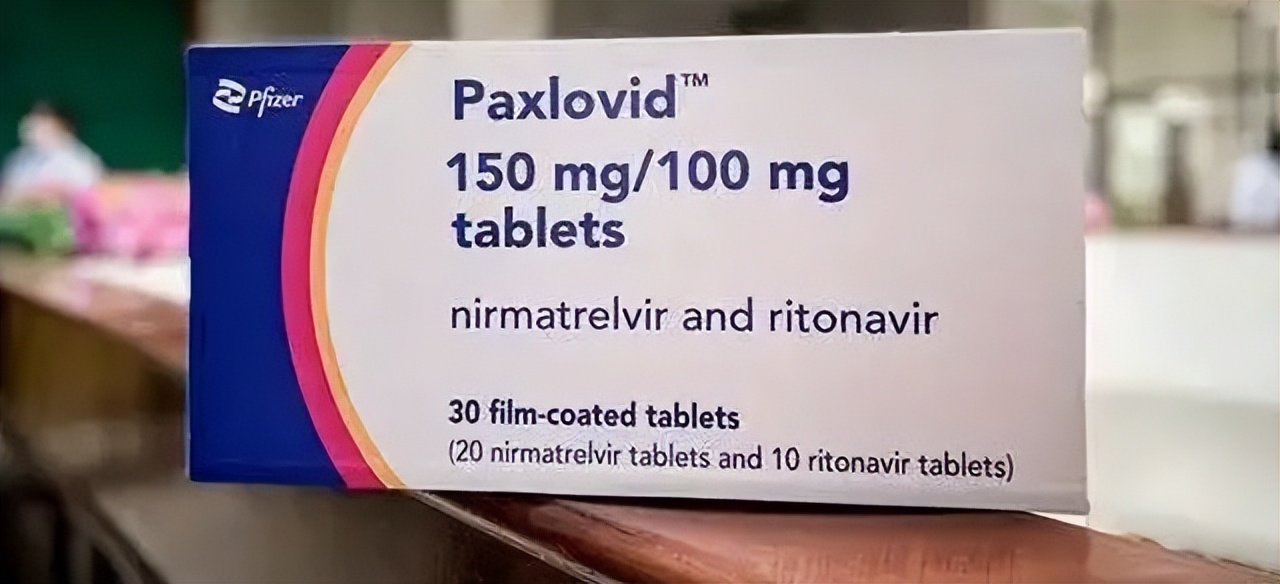 Pfizer
Paxlovid™
150 mg/100 mg
tablets
nirmatrelvir and ritonavir
30 film-coated tablets
(20 nirmatrelvir tablets and 10 ritonavir tablets)